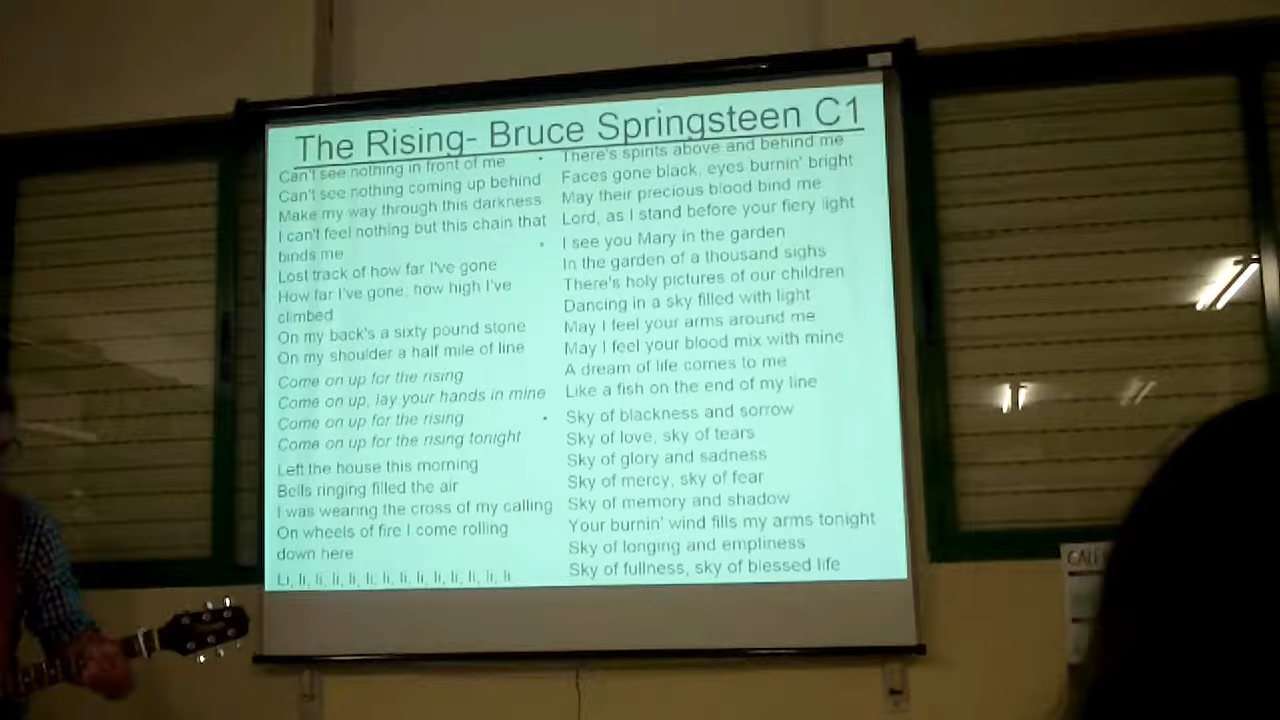 The Rising- Bruce Springsteen C1
Can't see nothing in front of me
Can't see nothing coming up behind
Make my way through this darkness
I can't feel nothing but this chain that
binds me
Lost track of how far I've gone
How far I've gone, how high I've
climbed
On my back's a sixty pound stone
On my shoulder a half mile of line
Come on up for the rising
Come on up, lay your hands in mine
Come on up for the rising
Come on up for the rising tonight
Left the house this morning
Bells ringing filled the air
I was wearing the cross of my calling
On wheels of fire I come rolling
down here
Li, li, li, li, li, li, li, li, li, li, li, li, li, li
There's spirits above and behind me
Faces gone black, eyes burnin' bright
May their precious blood bind me
Lord, as I stand before your fiery light
I see you Mary in the garden
In the garden of a thousand sighs
There's holy pictures of our children
Dancing in a sky filled with light
May I feel your arms around me
May I feel your blood mix with mine
A dream of life comes to me
Like a fish on the end of my line
Sky of blackness and sorrow
Sky of love, sky of tears
Sky of glory and sadness
Sky of mercy, sky of fear
Sky of memory and shadow
Your burnin' wind fills my arms tonight
Sky of longing and emptiness
Sky of fullness, sky of blessed life